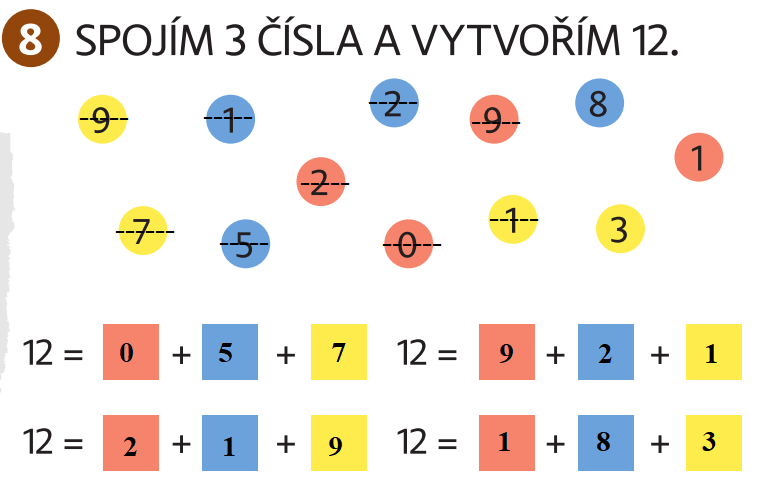 8 SPOJÍM 3 ČÍSLA A VYTVOŘÍM 12.
9 1 2 9 8
2 1
7 5 0 1 3
12 = 0 + 5 + 7 12 = 9 + 2 + 1
12 = 2 + 1 + 9 12 = 1 + 8 + 3